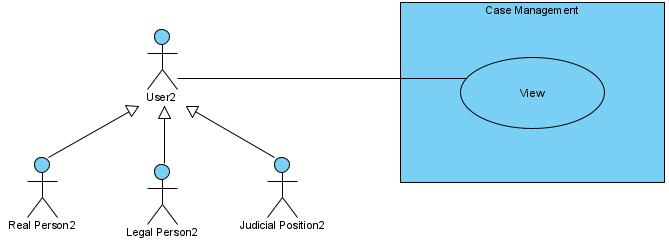 Case Management
View
User2
Real Person2
Legal Person2
Judicial Position2